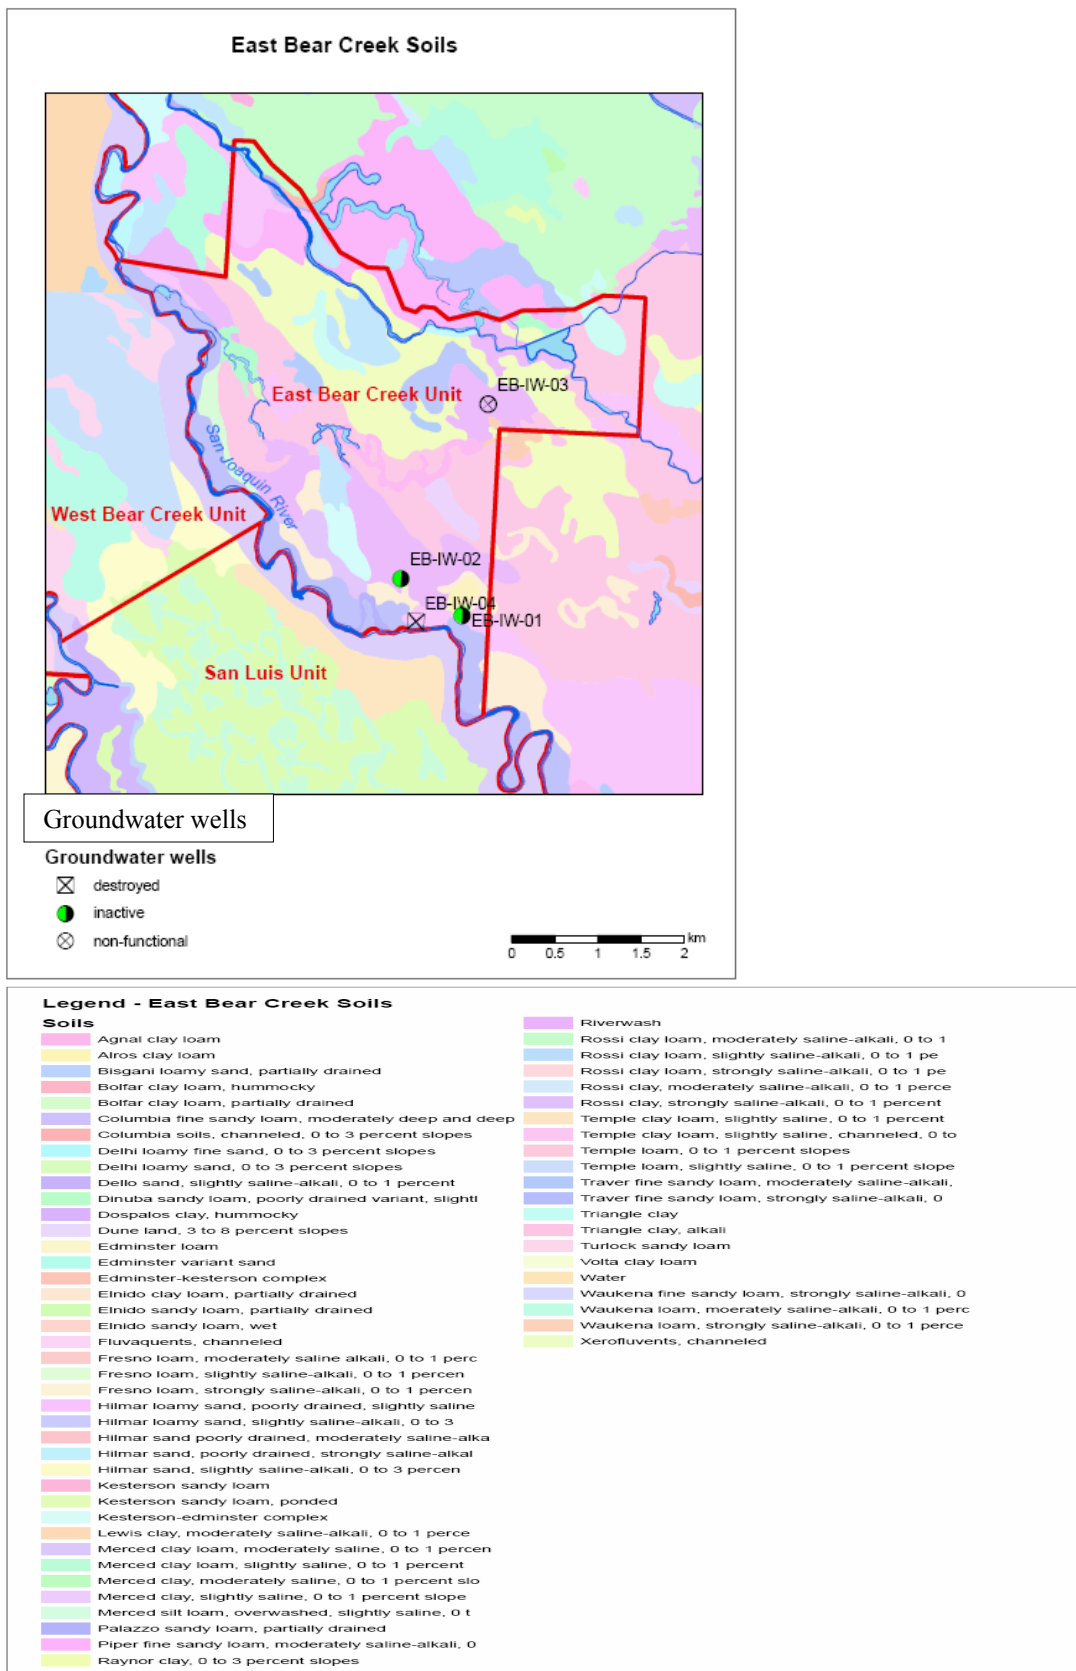 East Bear Creek Soils
EB-IW-03
East Bear Creek Unit
San Joaquin River
West Bear Creek Unit
EB-IW-02
EB-IW-04
EB-IW-01
San Luis Unit
Groundwater wells
Groundwater wells
destroyed
inactive
non-functional
km
0 0.5 1 1.5 2
Legend - East Bear Creek Soils
Soils
Agnal clay loam
Alros clay loam
Bisgani loamy sand, partially drained
Bolfar clay loam, hummocky
Bolfar clay loam, partially drained
Columbia fine sandy loam, moderately deep and deep
Columbia soils, channeled, 0 to 3 percent slopes
Delhi loamy fine sand, 0 to 3 percent slopes
Delhi loamy sand, 0 to 3 percent slopes
Dello sand, slightly saline-alkali, 0 to 1 percent
Dinuba sandy loam, poorly drained variant, slightl
Dospalos clay, hummocky
Dune land, 3 to 8 percent slopes
Edminster loam
Edminster variant sand
Edminster-kesterson complex
Elnido clay loam, partially drained
Elnido sandy loam, partially drained
Elnido sandy loam, wet
Fluvaquents, channeled
Fresno loam, moderately saline alkali, 0 to 1 perc
Fresno loam, slightly saline-alkali, 0 to 1 percen
Fresno loam, strongly saline-alkali, 0 to 1 percen
Hilmar loamy sand, poorly drained, slightly saline
Hilmar loamy sand, slightly saline-alkali, 0 to 3
Hilmar sand poorly drained, moderately saline-alka
Hilmar sand, poorly drained, strongly saline-alkal
Hilmar sand, slightly saline-alkali, 0 to 3 percen
Kesterson sandy loam
Kesterson sandy loam, ponded
Kesterson-edminster complex
Lewis clay, moderately saline-alkali, 0 to 1 perce
Merced clay loam, moderately saline, 0 to 1 percen
Merced clay loam, slightly saline, 0 to 1 percent
Merced clay, moderately saline, 0 to 1 percent slo
Merced clay, slightly saline, 0 to 1 percent slope
Merced silt loam, overwashed, slightly saline, 0 t
Palazzo sandy loam, partially drained
Piper fine sandy loam, moderately saline-alkali, 0
Raynor clay, 0 to 3 percent slopes
Riverwash
Rossi clay loam, moderately saline-alkali, 0 to 1
Rossi clay loam, slightly saline-alkali, 0 to 1 pe
Rossi clay loam, strongly saline-alkali, 0 to 1 pe
Rossi clay, moderately saline-alkali, 0 to 1 perce
Rossi clay, strongly saline-alkali, 0 to 1 percent
Temple clay loam, slightly saline, 0 to 1 percent
Temple clay loam, slightly saline, channeled, 0 to
Temple loam, 0 to 1 percent slopes
Temple loam, slightly saline, 0 to 1 percent slope
Traver fine sandy loam, moderately saline-alkali,
Traver fine sandy loam, strongly saline-alkali, 0
Triangle clay
Triangle clay, alkali
Turlock sandy loam
Volta clay loam
Water
Waukena fine sandy loam, strongly saline-alkali, 0
Waukena loam, moerately saline-alkali, 0 to 1 perc
Waukena loam, strongly saline-alkali, 0 to 1 perce
Xerofluvents, channeled